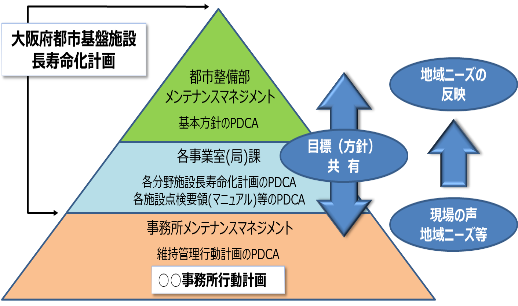 大阪府都市基盤施設
長寿命化計画
都市整備部
メンテナンスマネジメント
基本方針のPDCA
各事業室(局)課
各分野施設長寿命化計画のPDCA
各施設点検要領(マニュアル)等のPDCA
事務所メンテナンスマネジメント
維持管理行動計画のPDCA
○○事務所行動計画
目標（方針）
共 有
地域ニーズの
反映
現場の声
地域ニーズ等